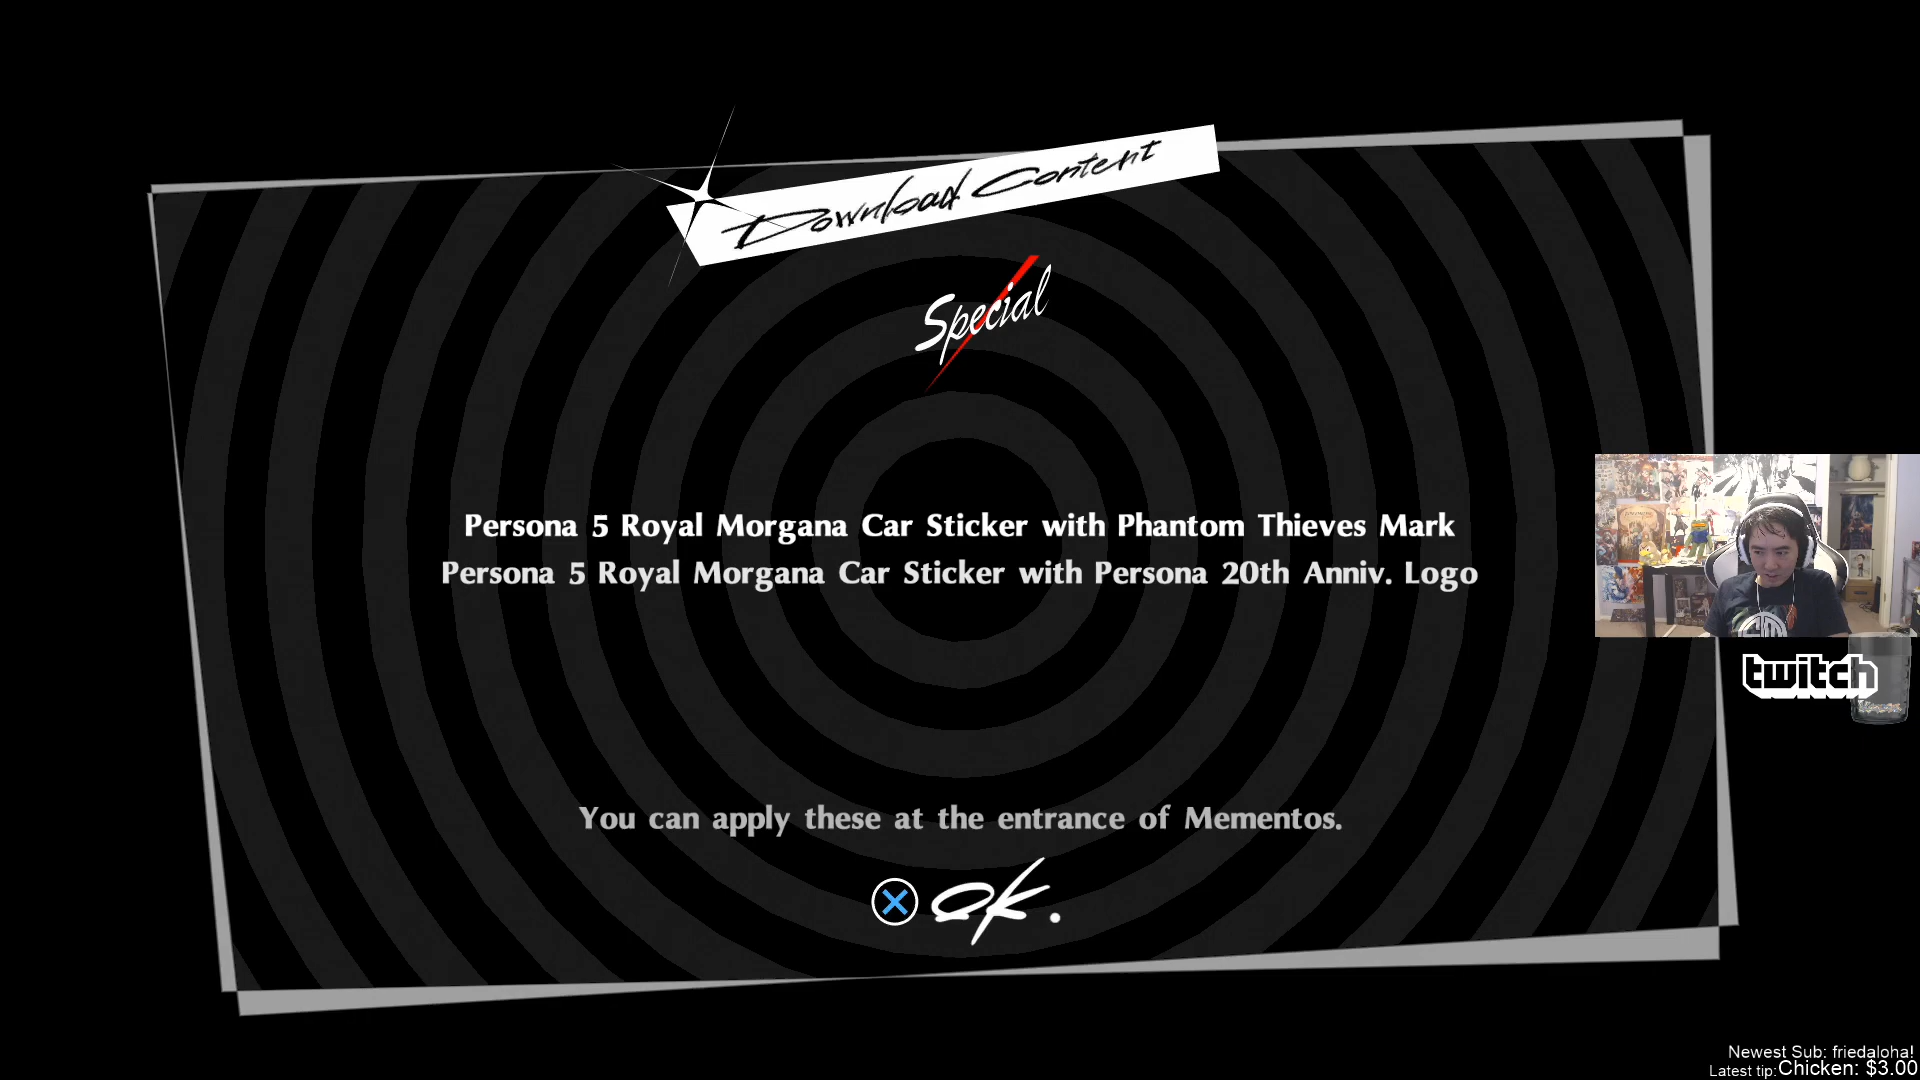 Download Content
Special
Persona 5 Royal Morgana Car Sticker with Phantom Thieves Mark
Persona 5 Royal Morgana Car Sticker with Persona 20th Anniv. Logo
You can apply these at the entrance of Mementos.
OK.
twitch
Newest Sub: friedaloha!
Latest tip:Chicken: $3.00